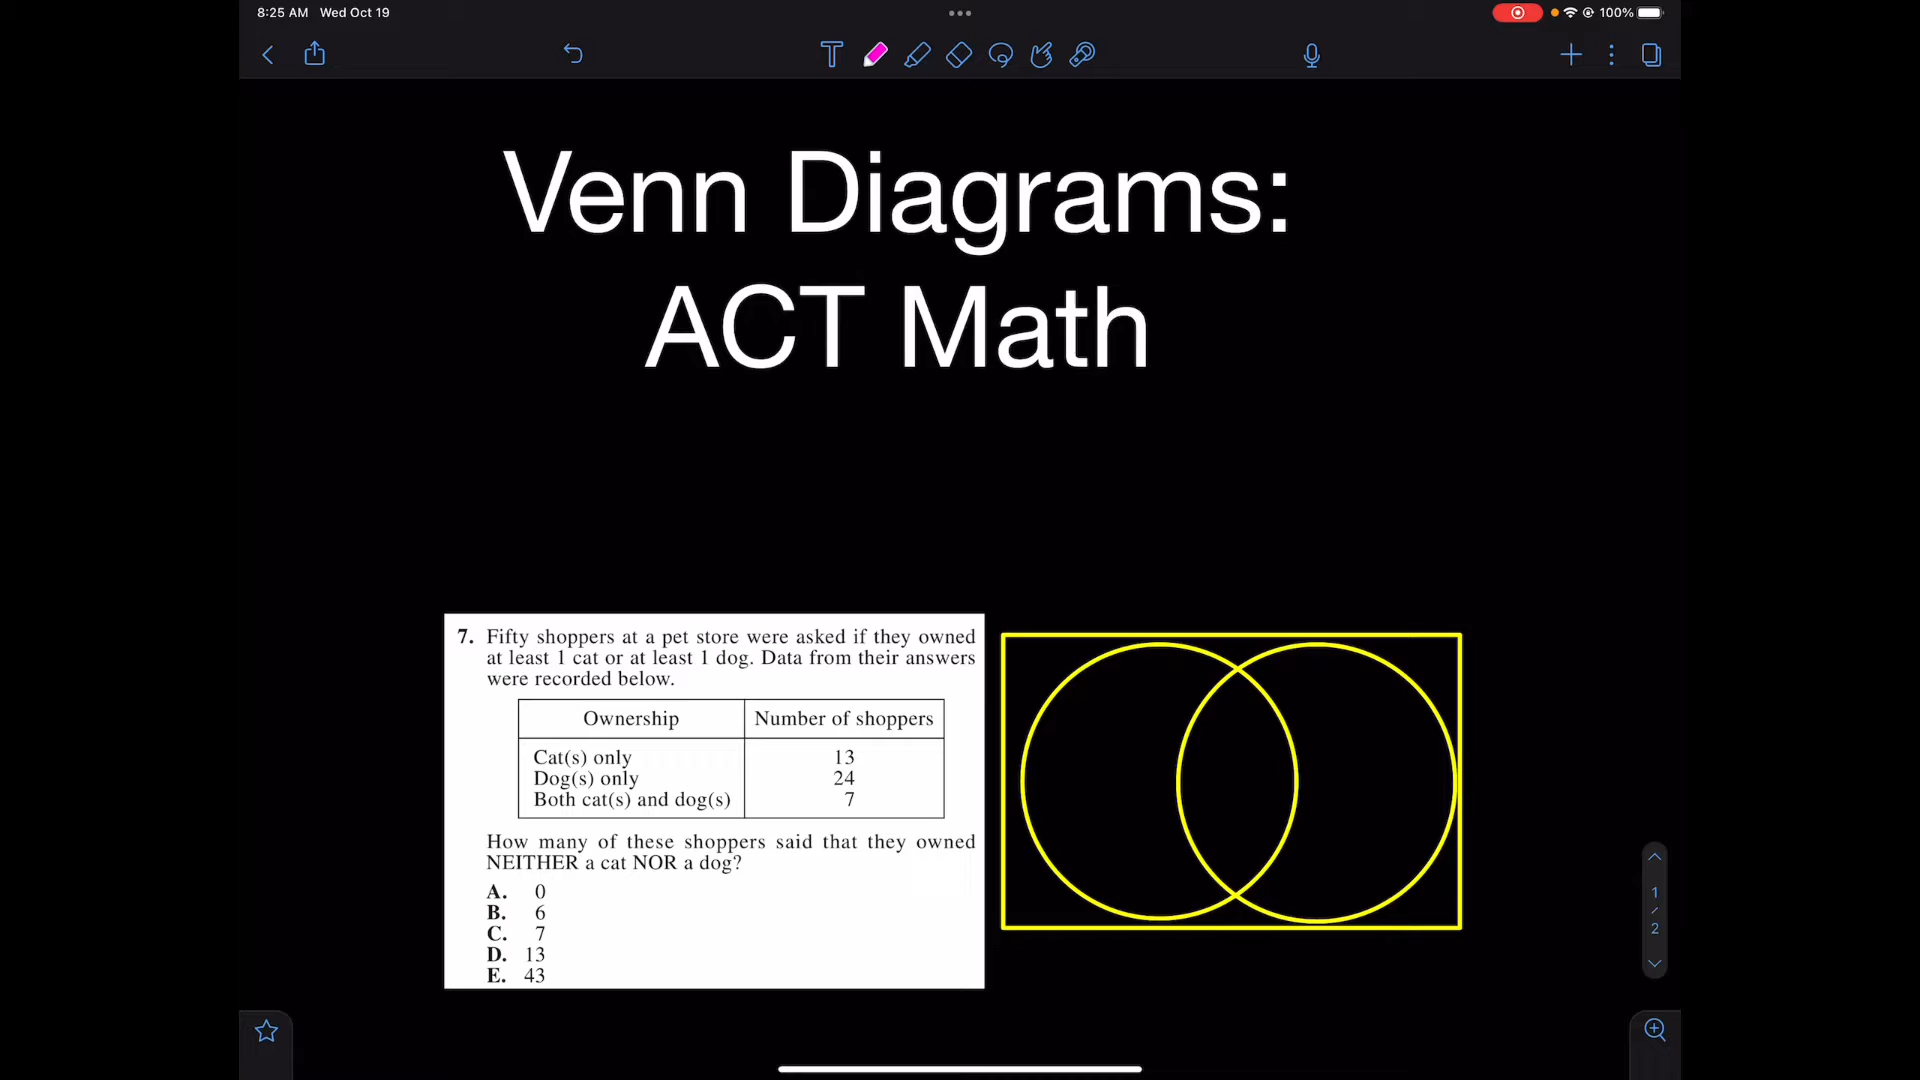 8:25 AM Wed Oct 19
100%
Venn Diagrams:
ACT Math
7. Fifty shoppers at a pet store were asked if they owned
at least 1 cat or at least 1 dog. Data from their answers
were recorded below.
Ownership Number of shoppers
Cat(s) only 13
Dog(s) only 24
Both cat(s) and dog(s) 7
How many of these shoppers said that they owned
NEITHER a cat NOR a dog?
A. 0
B. 6
C. 7
D. 13
E. 43
1
/
2